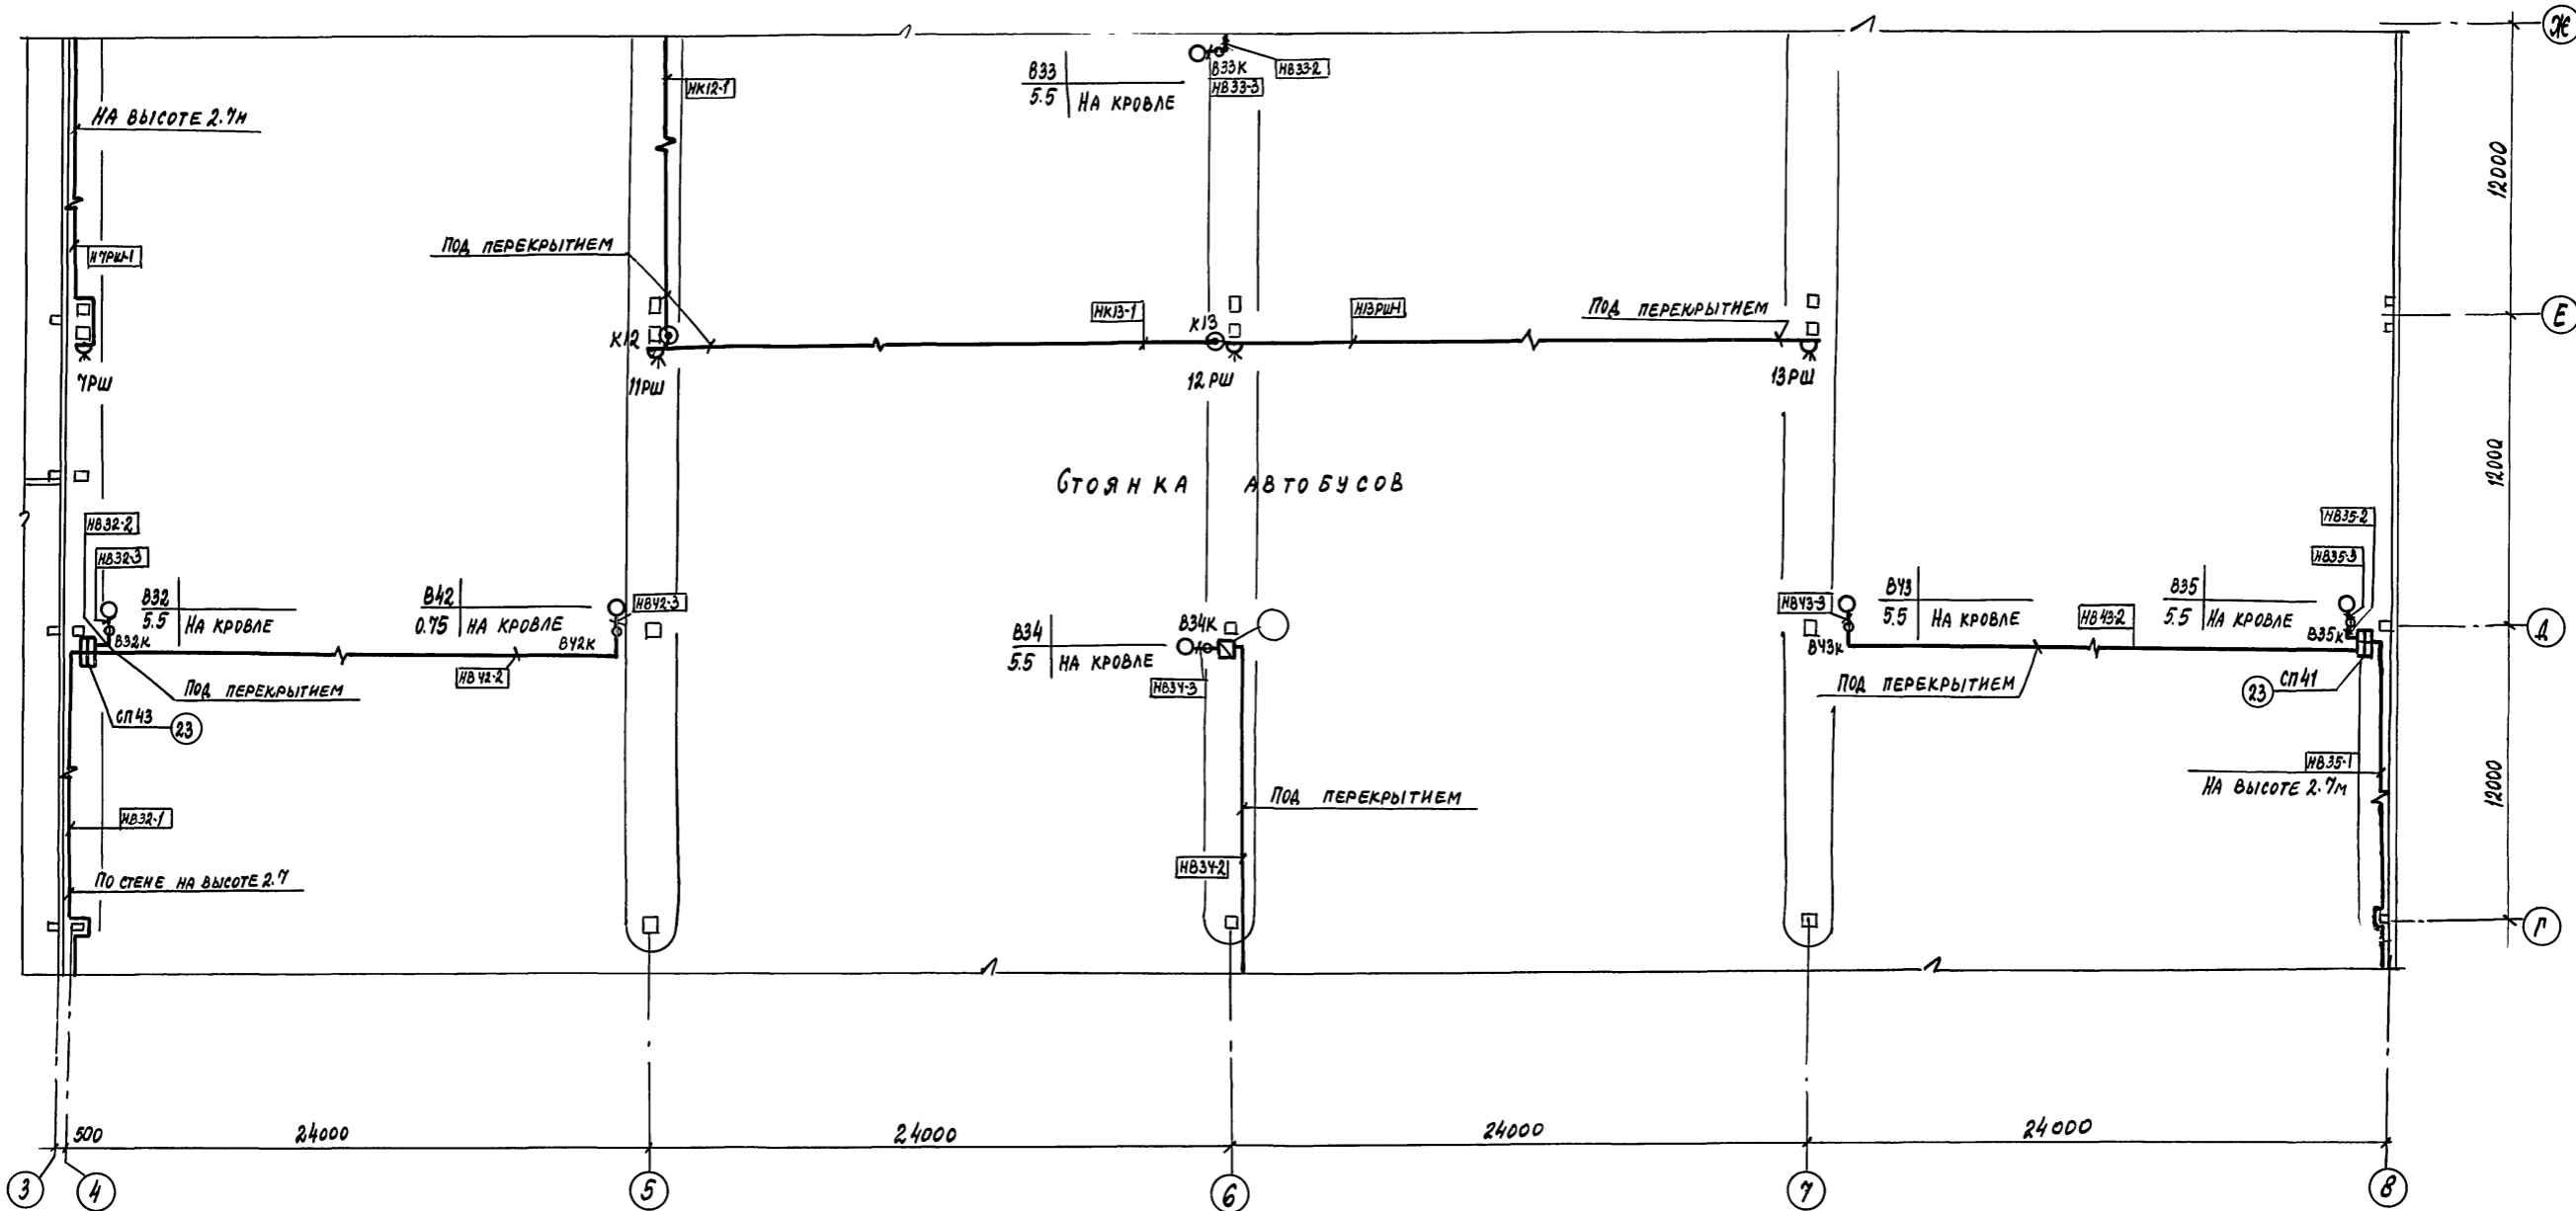 Ж
В33
5.5 НА КРОВЛЕ
В33К
НВ33-3
НВ33-2
НК12-1
НА ВЫСОТЕ 2.7М
12000
Н7РШ-1
ПОД ПЕРЕКРЫТИЕМ
НК13-1
Н13РШ-1
ПОД ПЕРЕКРЫТИЕМ
Е
К12
К13
7РШ
11РШ
12РШ
13РШ
12000
СТОЯНКА АВТОБУСОВ
НВ32-2
НВ32-3
В32
5.5 НА КРОВЛЕ
В32К
В42
0.75 НА КРОВЛЕ
НВ42-3
В42К
НВ42-2
ПОД ПЕРЕКРЫТИЕМ
СП43
23
В34
5.5 НА КРОВЛЕ
В34К
НВ34-3
НВ43-3
В43
5.5 НА КРОВЛЕ
В43К
НВ43-2
В35
5.5 НА КРОВЛЕ
НВ35-2
НВ35-3
В35К
Д
ПОД ПЕРЕКРЫТИЕМ
23
СП41
НВ35-1
НА ВЫСОТЕ 2.7М
12000
НВ32-1
ПОД ПЕРЕКРЫТИЕМ
НВ34-2
ПО СТЕНЕ НА ВЫСОТЕ 2.7
Г
500
24000
24000
24000
24000
3
4
5
6
7
8